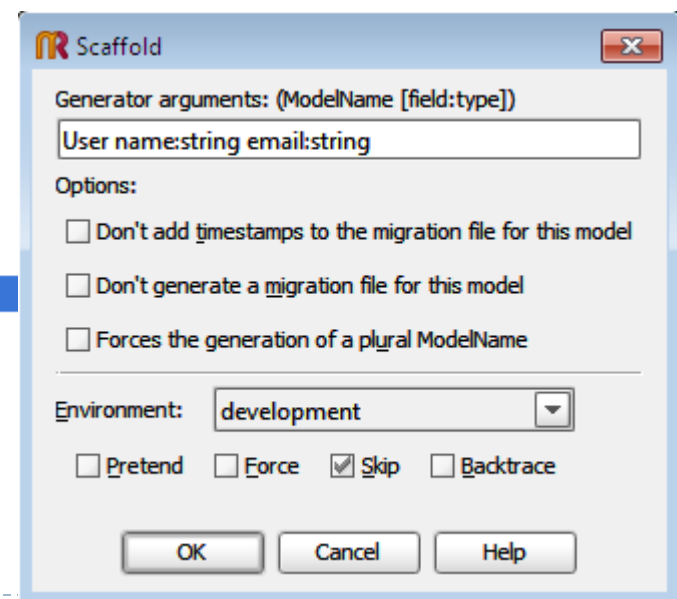 Scaffold
Generator arguments: (ModelName [field:type])
User name:string email:string
Options:
Don't add timestamps to the migration file for this model
Don't generate a migration file for this model
Forces the generation of a plural ModelName
Environment: development
Pretend Force Skip Backtrace
OK Cancel Help